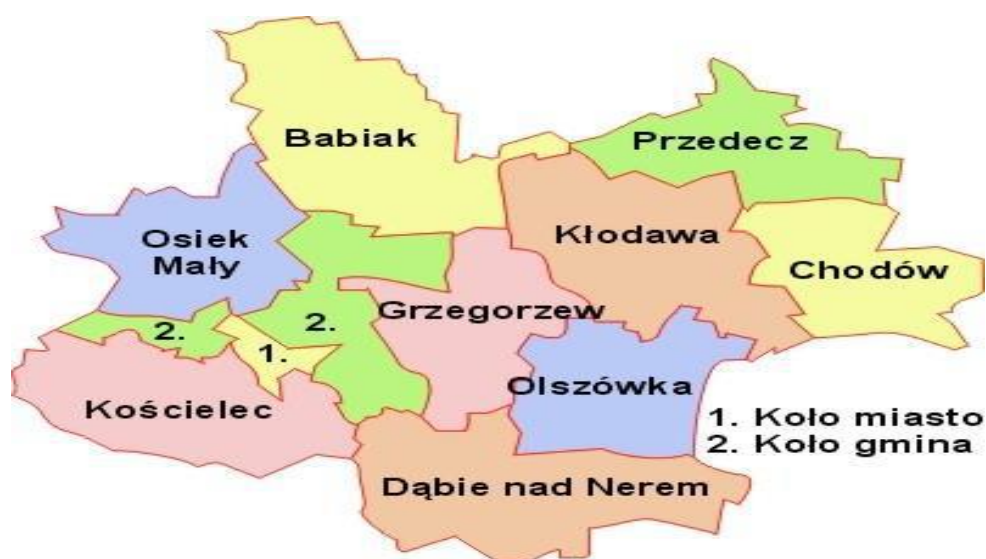 Babiak
Przedecz
Osiek
Mały
Kłodawa
Chodów
Grzegorzew
2.
2.
1.
Olszówka
Kościelec
1. Koło miasto
2. Koło gmina
Dąbie nad Nerem